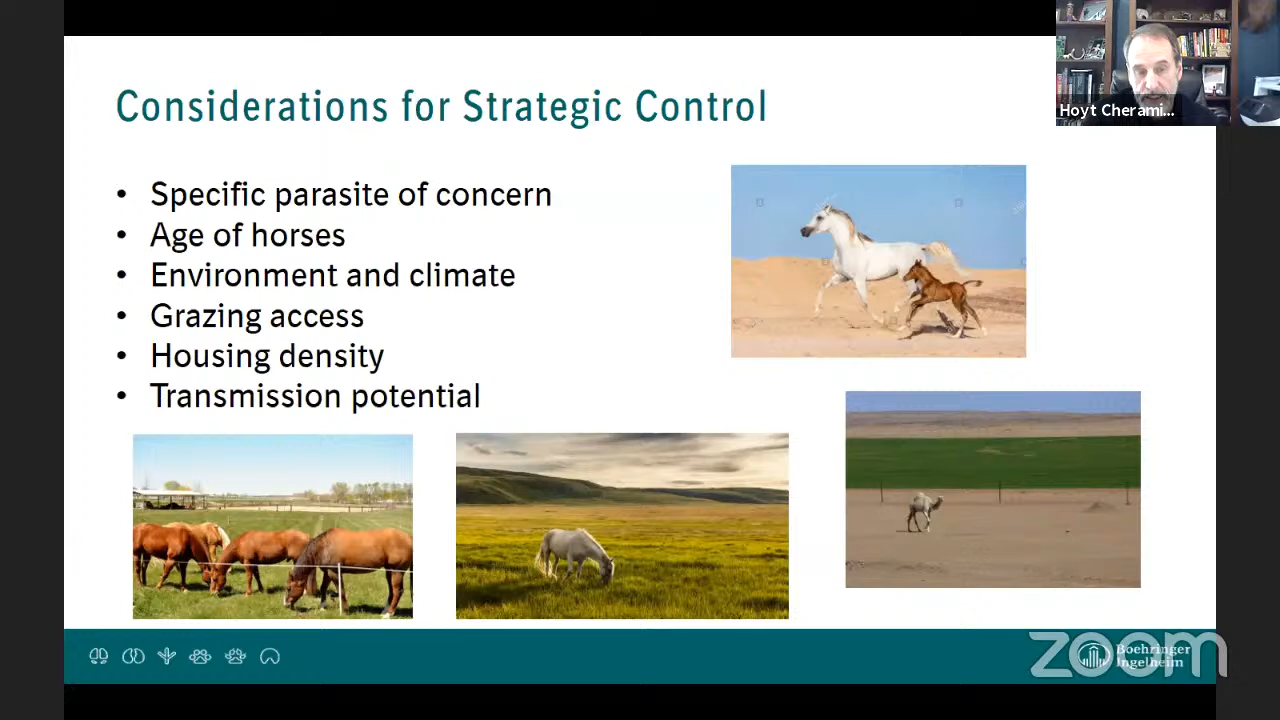 Considerations for Strategic Control
Hoyt Cherami...
• Specific parasite of concern
• Age of horses
• Environment and climate
• Grazing access
• Housing density
• Transmission potential
zoom
Boehringer
Ingelheim